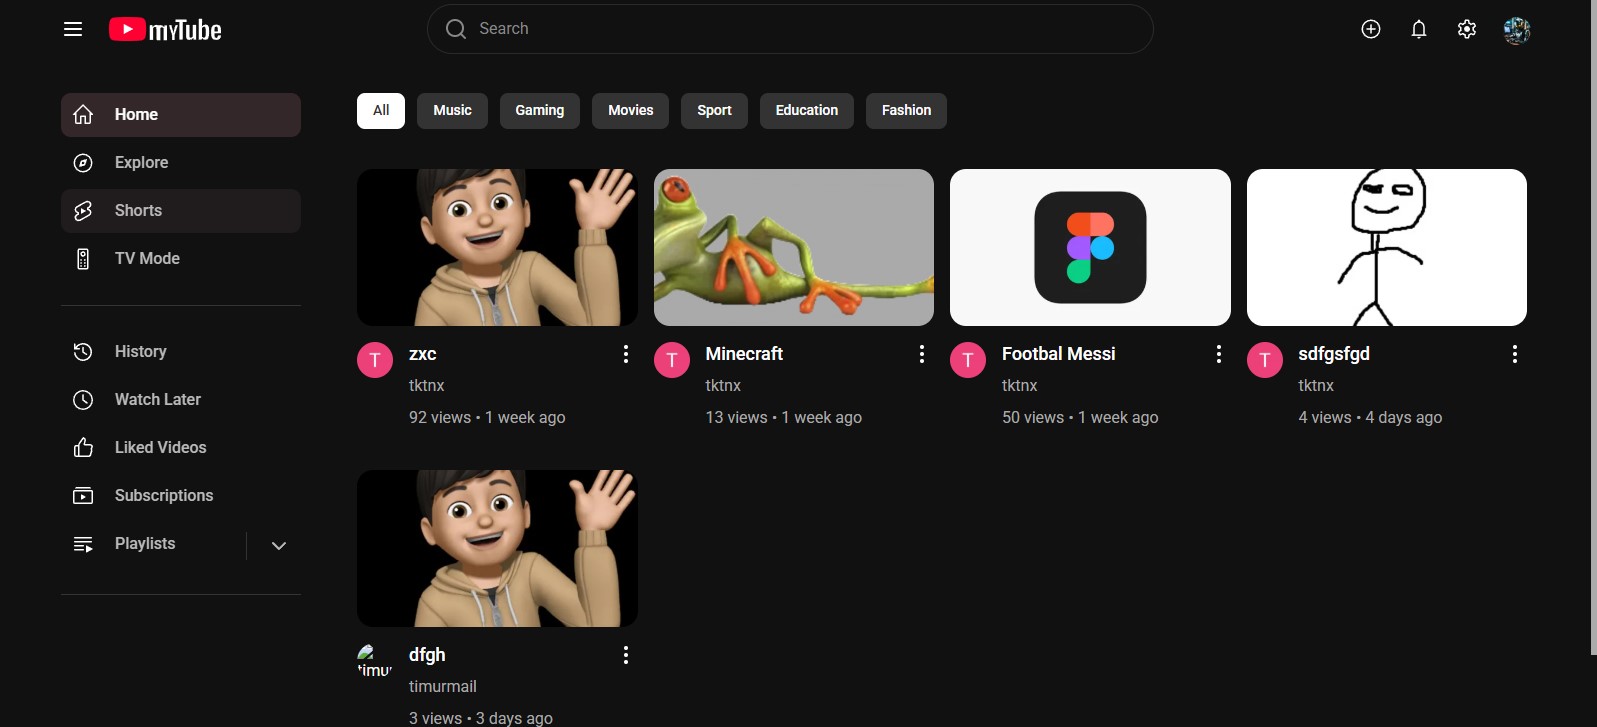 myTube
Search
Home
Explore
Shorts
TV Mode
History
Watch Later
Liked Videos
Subscriptions
Playlists
All
Music
Gaming
Movies
Sport
Education
Fashion
T
zxc
tktnx
92 views • 1 week ago
T
Minecraft
tktnx
13 views • 1 week ago
T
Footbal Messi
tktnx
50 views • 1 week ago
T
sdfgsfgd
tktnx
4 views • 4 days ago
timur
dfgh
timurmail
3 views • 3 days ago